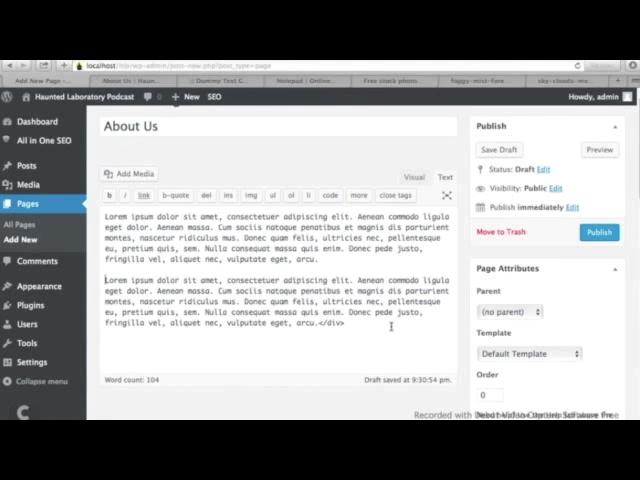 localhost/
Add New Page
About Us | Haun...
Dummy Text G
Notepad | Online...
Free stock photo...
foggy-mist-fore...
sky-clouds-mo...
Haunted Laboratory Podcast
+ New
SEO
Howdy, admin
Dashboard
All in One SEO
Posts
Media
Pages
All Pages
Add New
Comments
Appearance
Plugins
Users
Tools
Settings
Collapse menu
About Us
Add Media
Visual
Text
b
i
link
b-quote
del
ins
img
ul
ol
li
code
more
close tags
Lorem ipsum dolor sit amet, consectetuer adipiscing elit. Aenean commodo ligula
eget dolor. Aenean massa. Cum sociis natoque penatibus et magnis dis parturient
montes, nascetur ridiculus mus. Donec quam felis, ultricies nec, pellentesque
eu, pretium quis, sem. Nulla consequat massa quis enim. Donec pede justo,
fringilla vel, aliquet nec, vulputate eget, arcu.
Lorem ipsum dolor sit amet, consectetuer adipiscing elit. Aenean commodo ligula
eget dolor. Aenean massa. Cum sociis natoque penatibus et magnis dis parturient
montes, nascetur ridiculus mus. Donec quam felis, ultricies nec, pellentesque
eu, pretium quis, sem. Nulla consequat massa quis enim. Donec pede justo,
fringilla vel, aliquet nec, vulputate eget, arcu.</div>
Word count: 104
Draft saved at 9:30:54 pm.
Publish
Save Draft
Preview
Status: Draft Edit
Visibility: Public Edit
Publish immediately Edit
Move to Trash
Publish
Page Attributes
Parent
(no parent)
Template
Default Template
Order
0
Recorded with